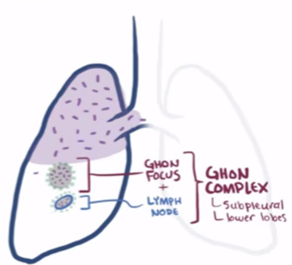 GHON
FOCUS
+
LYMPH
NODE
GHON
COMPLEX
Subpleural
lower lobes